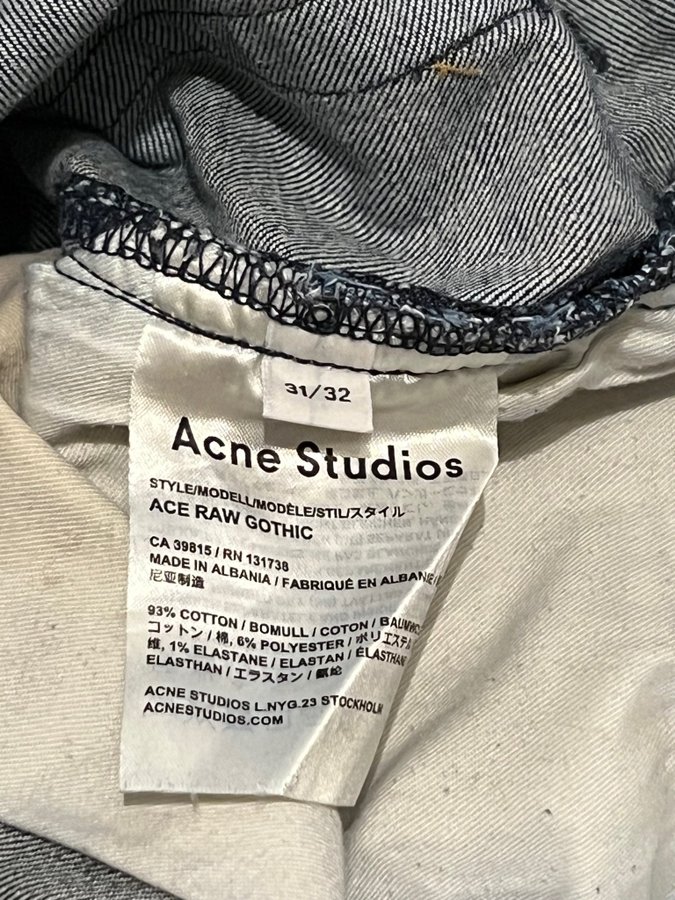 31/32
Acne Studios
STYLE/MODELL/MODÈLE/STIL/スタイル
ACE RAW GOTHIC
CA 39815 / RN 131738
MADE IN ALBANIA / FABRIQUÉ EN ALBANIE /
尼亚制造
93% COTTON / BOMULL / COTON /
コットン / 棉, 6% POLYESTER / ポリエステル
維, 1% ELASTANE / ELASTAN / ÉLASTHANNE
ELASTHAN / エラスタン / 氨纶
ACNE STUDIOS L.NYG.23 STOCKHOLM
ACNESTUDIOS.COM